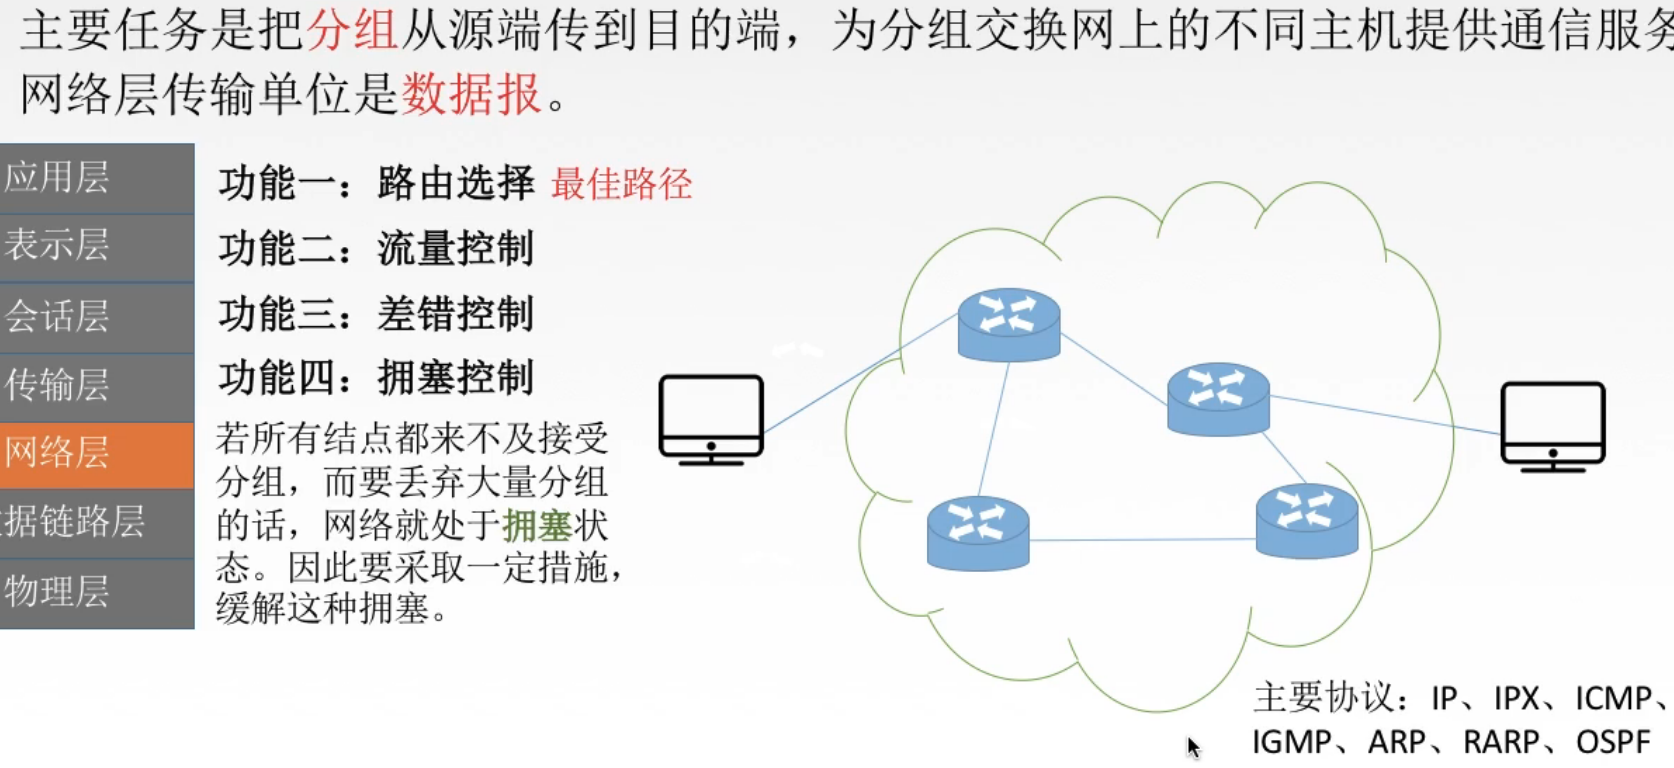 主要任务是把分组从源端传到目的端，为分组交换网上的不同主机提供通信服务
网络层传输单位是数据报。
应用层
表示层
会话层
传输层
网络层
据链路层
物理层
功能一：路由选择 最佳路径
功能二：流量控制
功能三：差错控制
功能四：拥塞控制
若所有结点都来不及接受
分组，而要丢弃大量分组
的话，网络就处于拥塞状
态。因此要采取一定措施，
缓解这种拥塞。
主要协议：IP、IPX、ICMP、
IGMP、ARP、RARP、OSPF